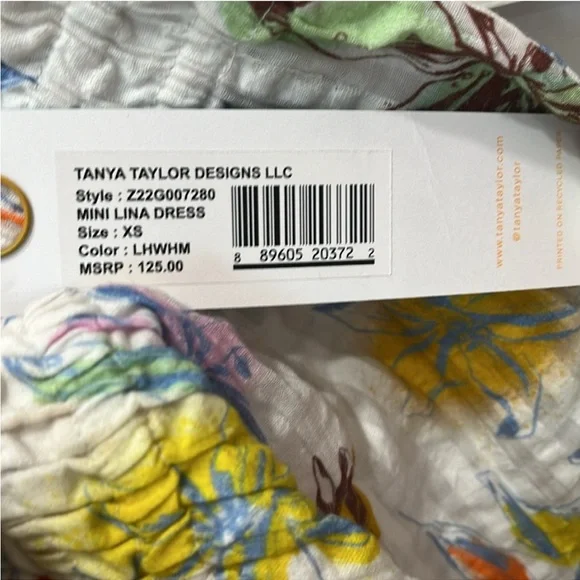 TANYA TAYLOR DESIGNS LLC
Style : Z22G007280
MINI LINA DRESS
Size : XS
Color : LHWHM
MSRP : 125.00
8 89605 20372 2
www.tanyataylor.com
@tanyataylor
PRINTED ON RECYCLED PAPER